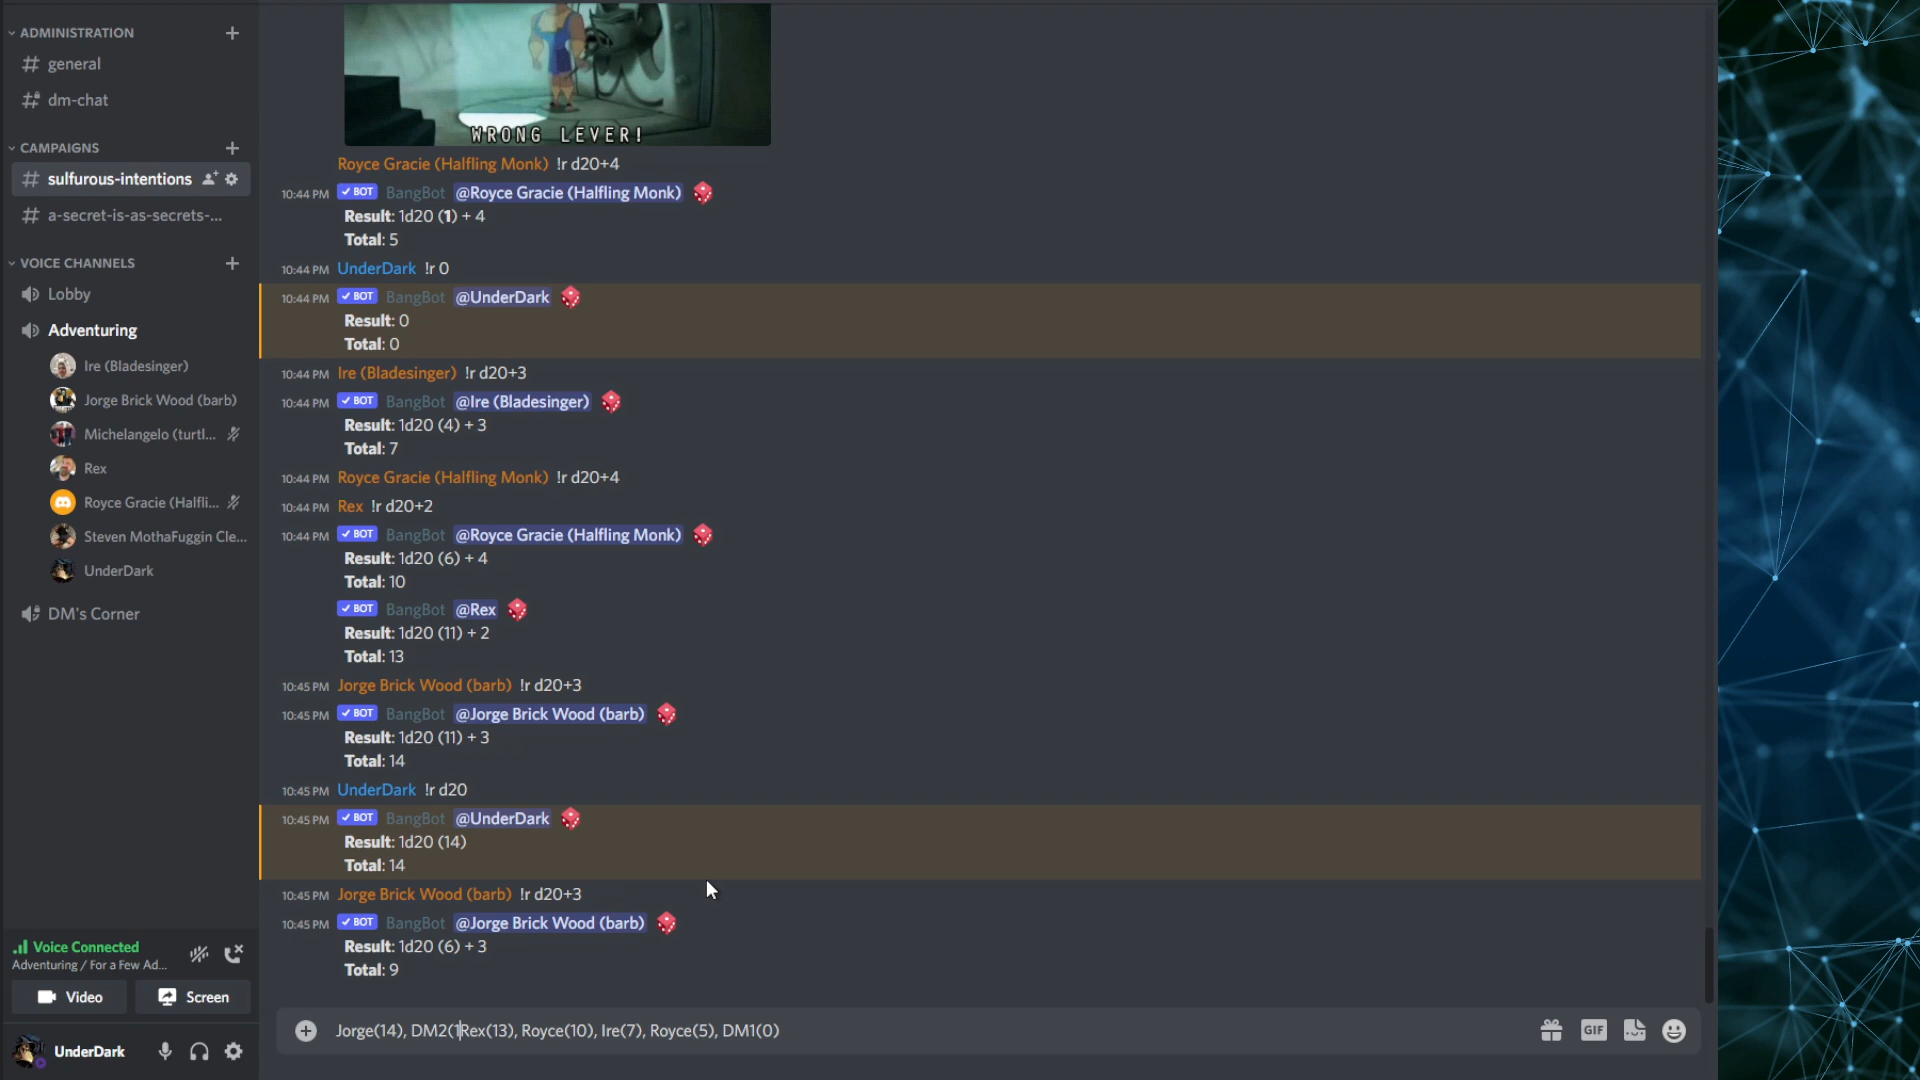 ADMINISTRATION
general
dm-chat
CAMPAIGNS
sulfurous-intentions
a-secret-is-as-secrets-...
VOICE CHANNELS
Lobby
Adventuring
Ire (Bladesinger)
Jorge Brick Wood (barb)
Michelangelo (turtl...
Rex
Royce Gracie (Halfli...
Steven MothaFuggin Cle...
UnderDark
DM's Corner
Voice Connected
Adventuring / For a Few Ad...
Video Screen
UnderDark
WRONG LEVER!
Royce Gracie (Halfling Monk) !r d20+4
10:44 PM BOT BangBot @Royce Gracie (Halfling Monk)
Result: 1d20 (1) + 4
Total: 5
10:44 PM UnderDark !r 0
10:44 PM BOT BangBot @UnderDark
Result: 0
Total: 0
10:44 PM Ire (Bladesinger) !r d20+3
10:44 PM BOT BangBot @Ire (Bladesinger)
Result: 1d20 (4) + 3
Total: 7
10:44 PM Royce Gracie (Halfling Monk) !r d20+4
10:44 PM Rex !r d20+2
10:44 PM BOT BangBot @Royce Gracie (Halfling Monk)
Result: 1d20 (6) + 4
Total: 10
BOT BangBot @Rex
Result: 1d20 (11) + 2
Total: 13
10:45 PM Jorge Brick Wood (barb) !r d20+3
10:45 PM BOT BangBot @Jorge Brick Wood (barb)
Result: 1d20 (11) + 3
Total: 14
10:45 PM UnderDark !r d20
10:45 PM BOT BangBot @UnderDark
Result: 1d20 (14)
Total: 14
10:45 PM Jorge Brick Wood (barb) !r d20+3
10:45 PM BOT BangBot @Jorge Brick Wood (barb)
Result: 1d20 (6) + 3
Total: 9
Jorge(14), DM2(1Rex(13), Royce(10), Ire(7), Royce(5), DM1(0)
GIF